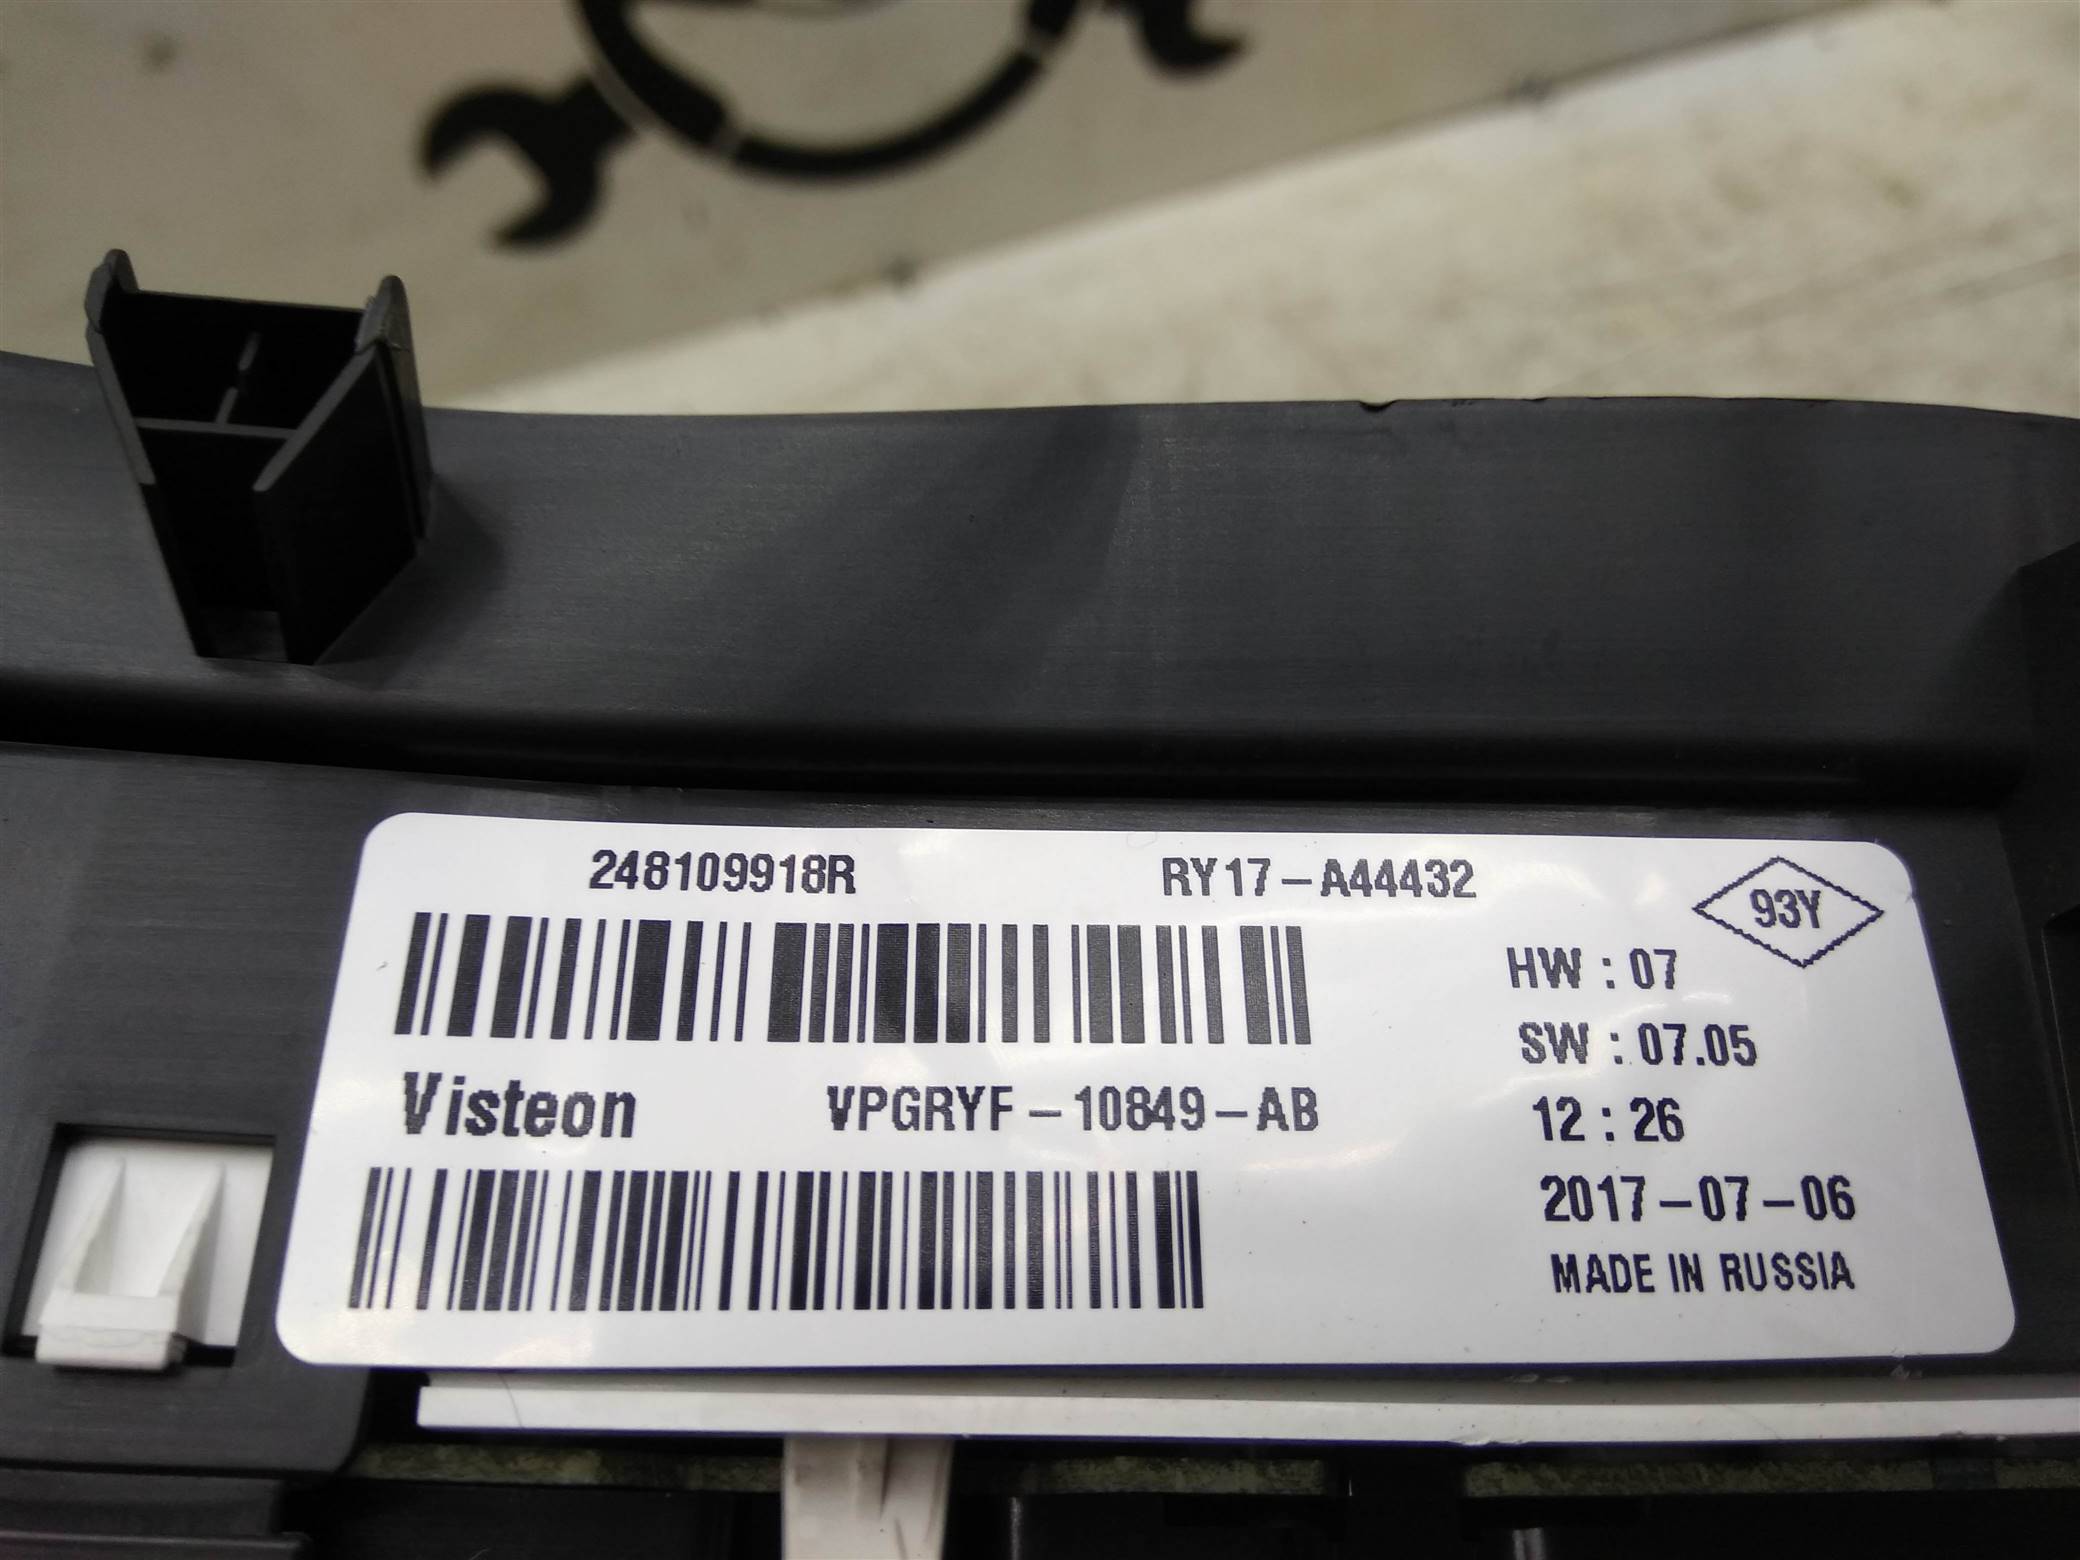 248109918R RY17-A44432
93Y
HW : 07
SW : 07.05
Visteon VPGRYF-10849-AB
12 : 26
2017-07-06
MADE IN RUSSIA